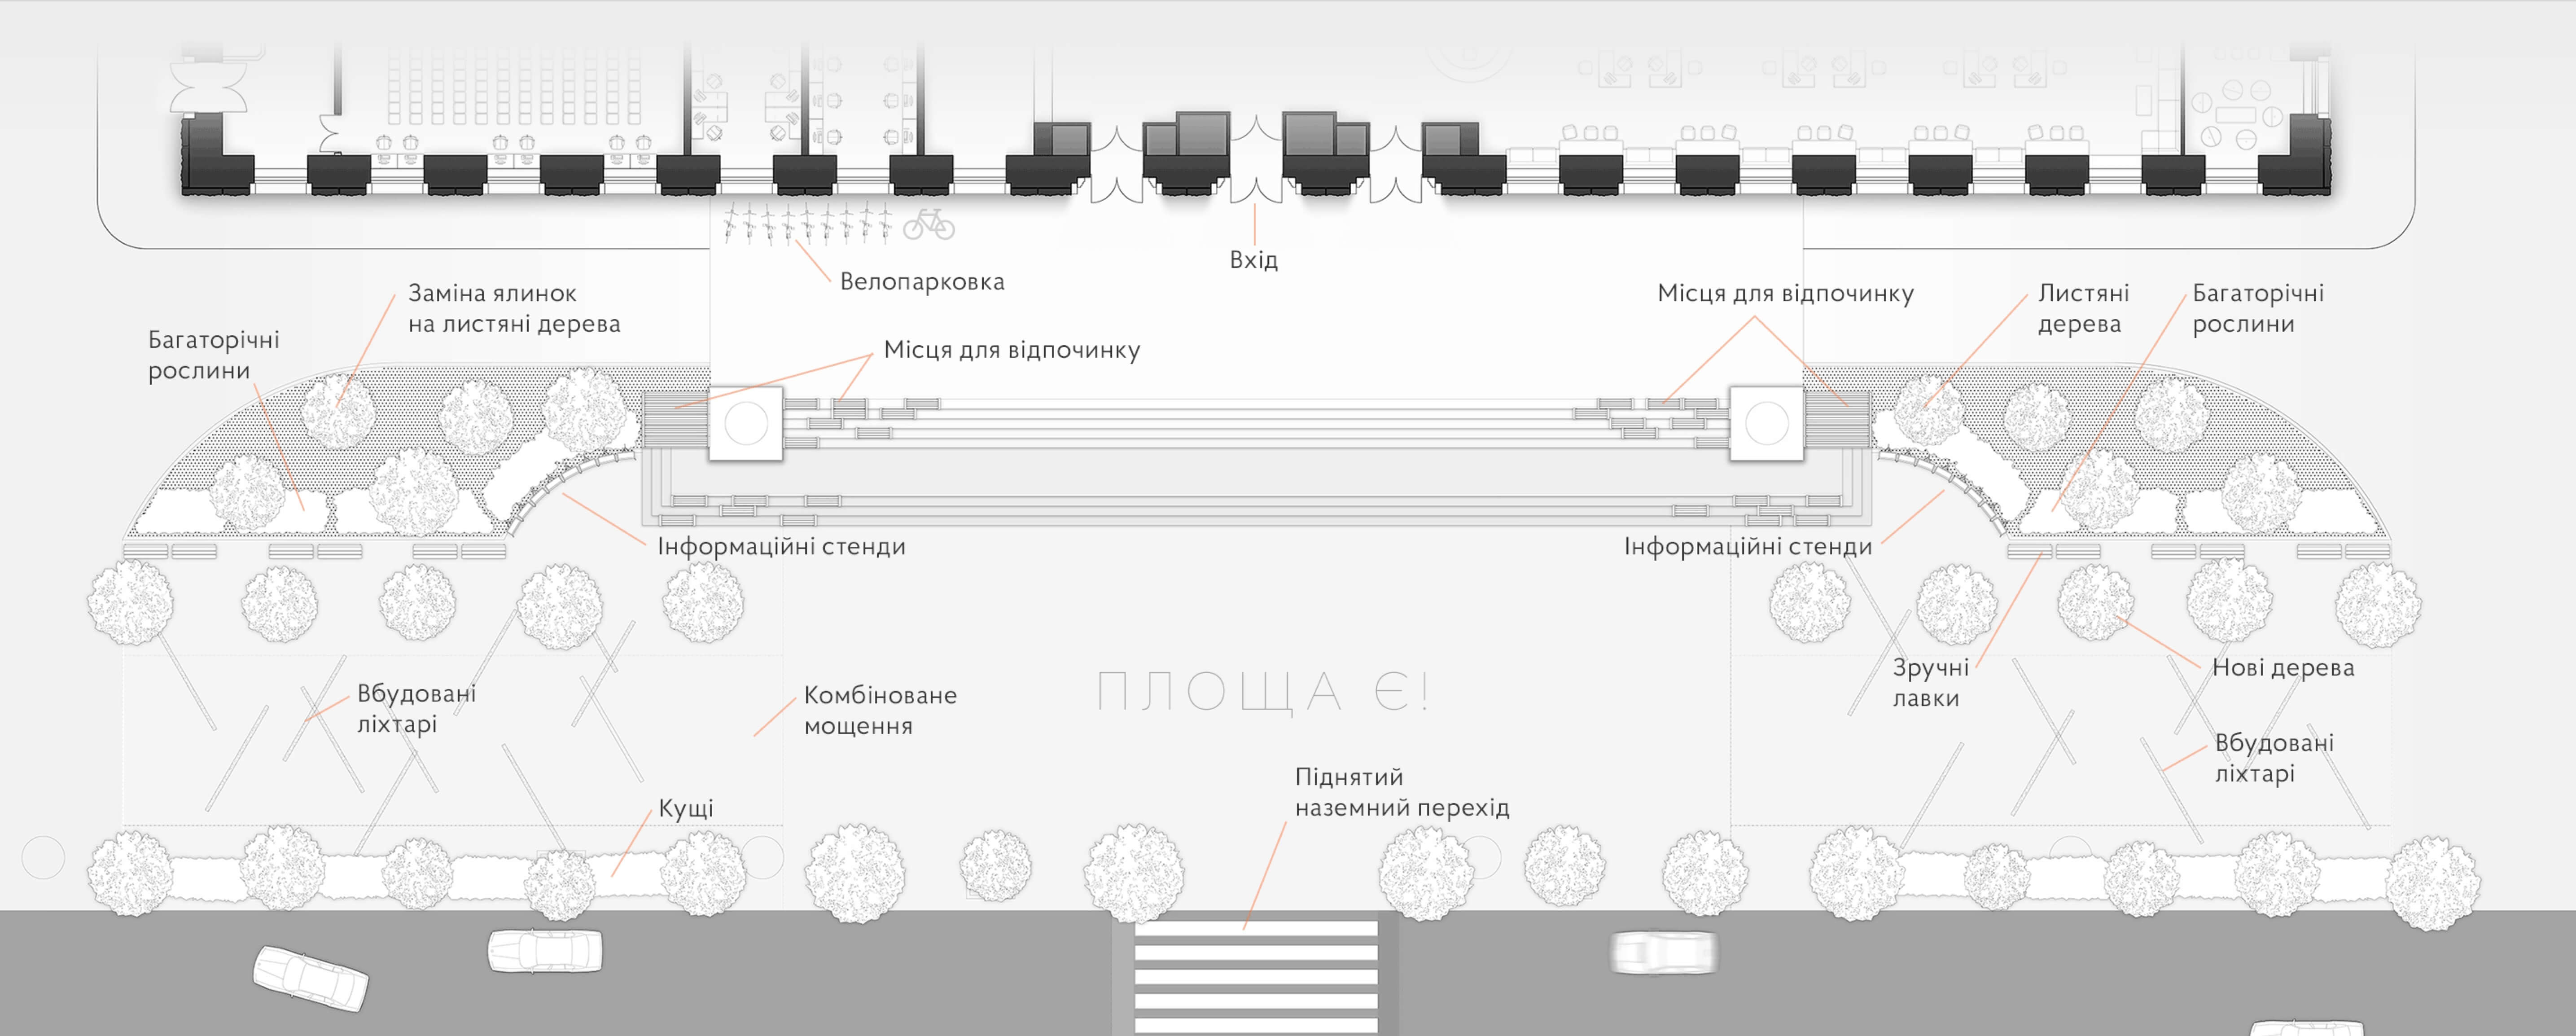 Вхід
Велопарковка
Заміна ялинок
на листяні дерева
Багаторічні
рослини
Місця для відпочинку
Місця для відпочинку
Листяні
дерева
Багаторічні
рослини
Інформаційні стенди
Інформаційні стенди
Вбудовані
ліхтарі
Комбіноване
мощення
ПЛОЩА Є!
Зручні
лавки
Нові дерева
Вбудовані
ліхтарі
Кущі
Піднятий
наземний перехід